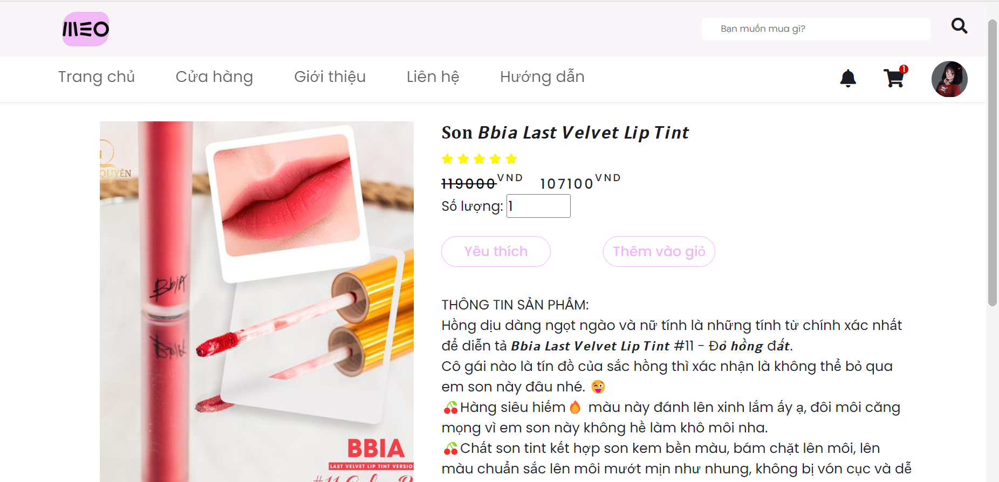 MEO
Bạn muốn mua gì?
Trang chủ
Cửa hàng
Giới thiệu
Liên hệ
Hướng dẫn
1
QUYÊN
BbiA
BBIA
LAST VELVET LIP TINT VERSION
Son Bbia Last Velvet Lip Tint
119000VND 107100VND
Số lượng: 1
Yêu thích
Thêm vào giỏ
THÔNG TIN SẢN PHẨM:
Hồng dịu dàng ngọt ngào và nữ tính là những tính từ chính xác nhất
để diễn tả Bbia Last Velvet Lip Tint #11 - Đỏ hồng đất.
Cô gái nào là tín đồ của sắc hồng thì xác nhận là không thể bỏ qua
em son này đâu nhé. 😜
🍒Hàng siêu hiếm🔥 màu này đánh lên xinh lắm ấy ạ, đôi môi căng
mọng vì em son này không hề làm khô môi nha.
🍒Chất son tint kết hợp son kem bền màu, bám chặt lên môi, lên
màu chuẩn sắc lên môi mướt mịn như nhung, không bị vón cục và dễ